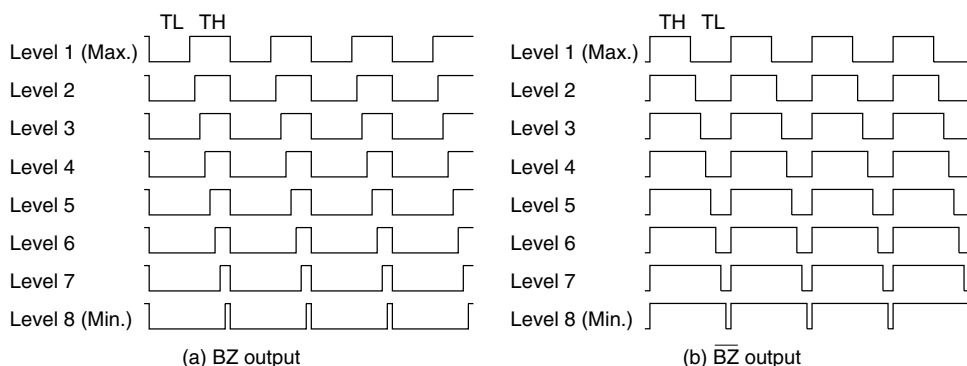 TL TH
Level 1 (Max.)
Level 2
Level 3
Level 4
Level 5
Level 6
Level 7
Level 8 (Min.)
(a) BZ output
TH TL
Level 1 (Max.)
Level 2
Level 3
Level 4
Level 5
Level 6
Level 7
Level 8 (Min.)
(b) B̅Z̅ output